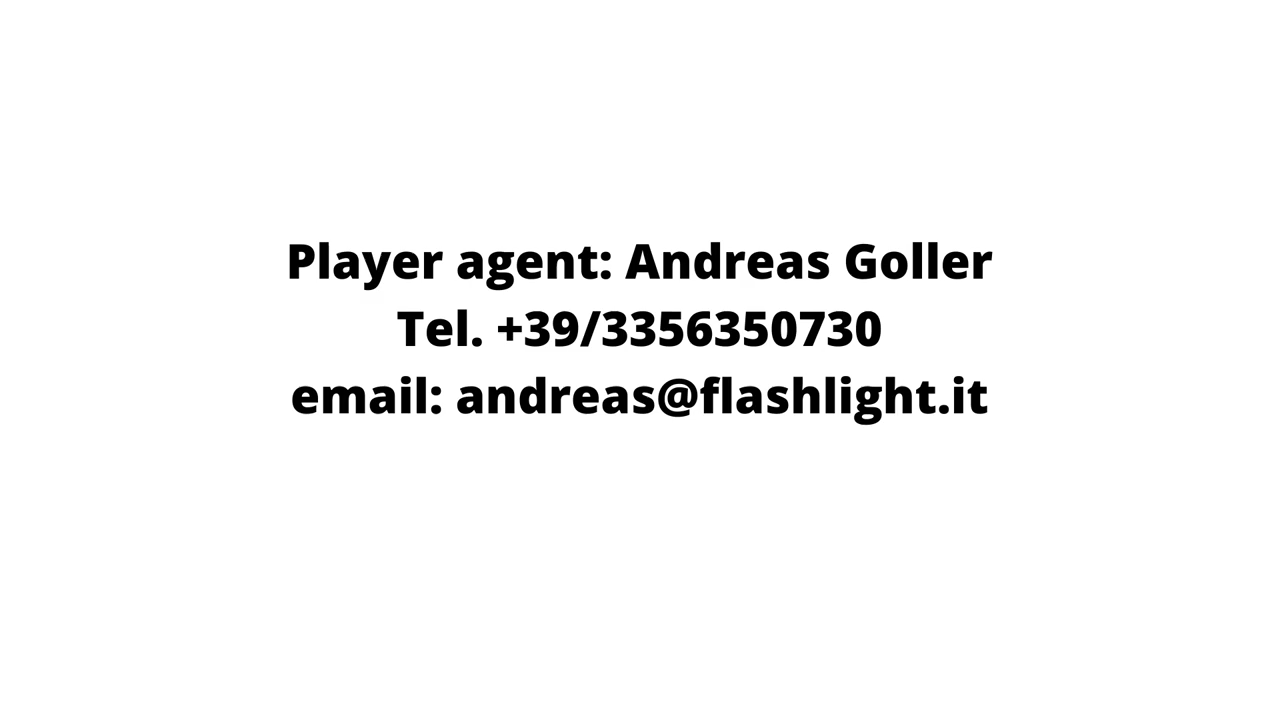 Player agent: Andreas Goller
Tel. +39/3356350730
email: andreas@flashlight.it